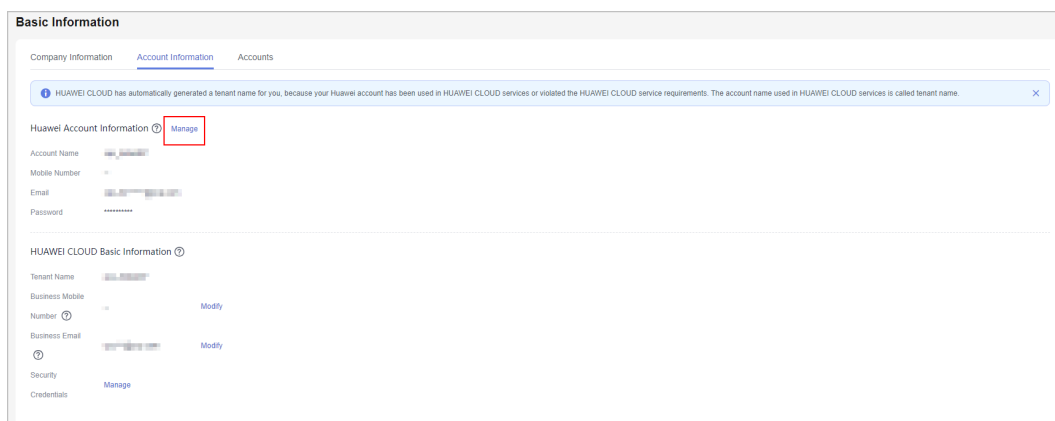 Basic Information
Company Information Account Information Accounts
HUAWEI CLOUD has automatically generated a tenant name for you, because your Huawei account has been used in HUAWEI CLOUD services or violated the HUAWEI CLOUD service requirements. The account name used in HUAWEI CLOUD services is called tenant name.
Huawei Account Information Manage
Account Name
Mobile Number
Email
Password **********
HUAWEI CLOUD Basic Information
Tenant Name
Business Mobile
Number
Modify
Business Email
Modify
Security
Credentials
Manage